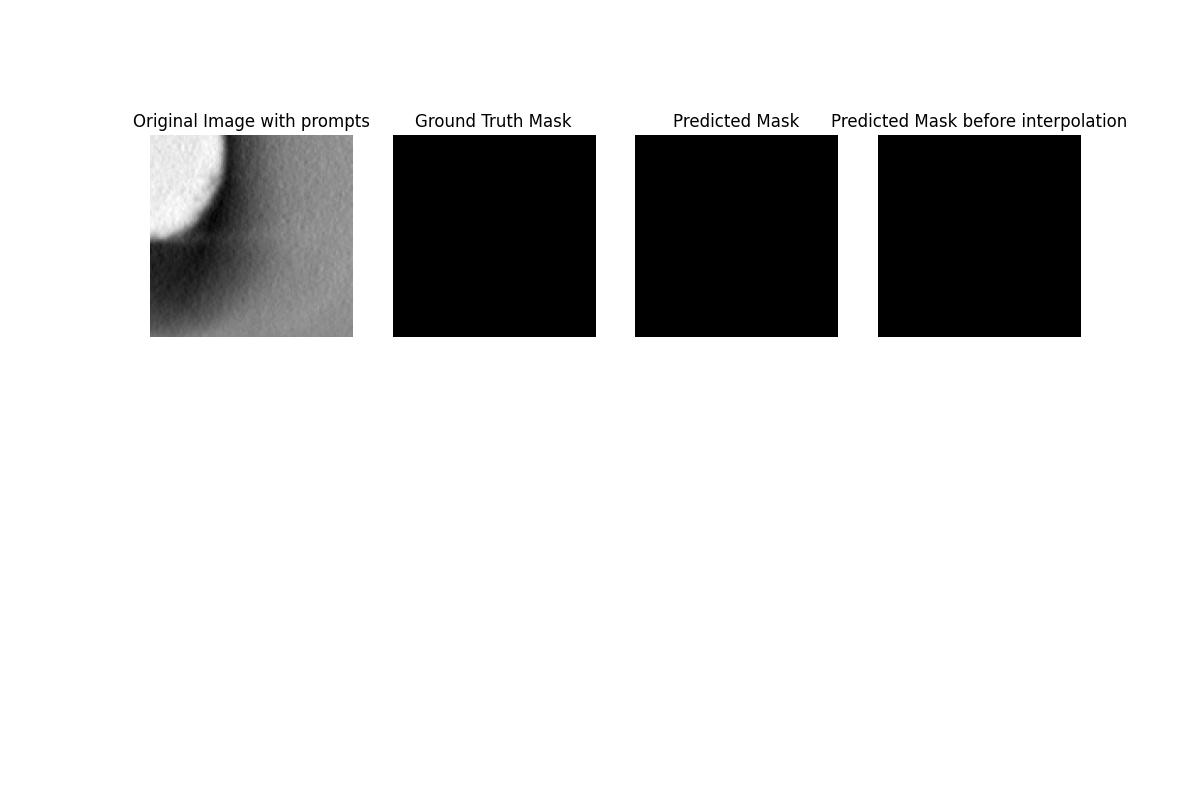 Original Image with prompts
Ground Truth Mask
Predicted Mask
Predicted Mask before interpolation